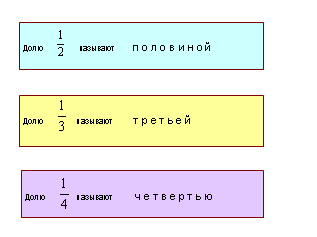 Долю 1/2 называют половиной
Долю 1/3 называют третьей
Долю 1/4 называют четвертью